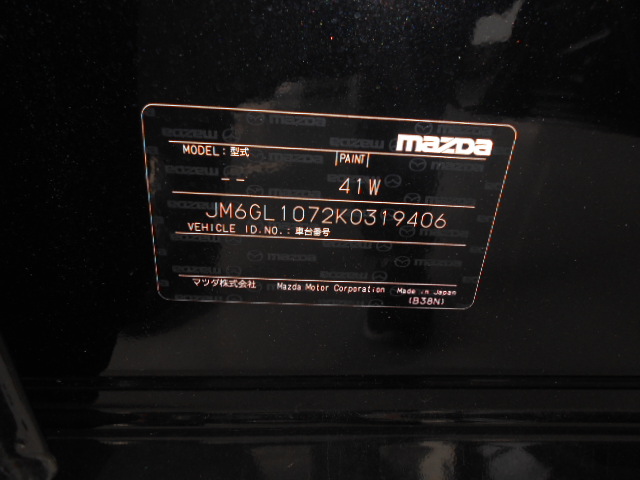 mazda
MODEL:型式
PAINT
-- 41W
JM6GL1072K0319406
VEHICLE ID.NO.:車台番号
マツダ株式会社 Mazda Motor Corporation Made in Japan
(B38N)